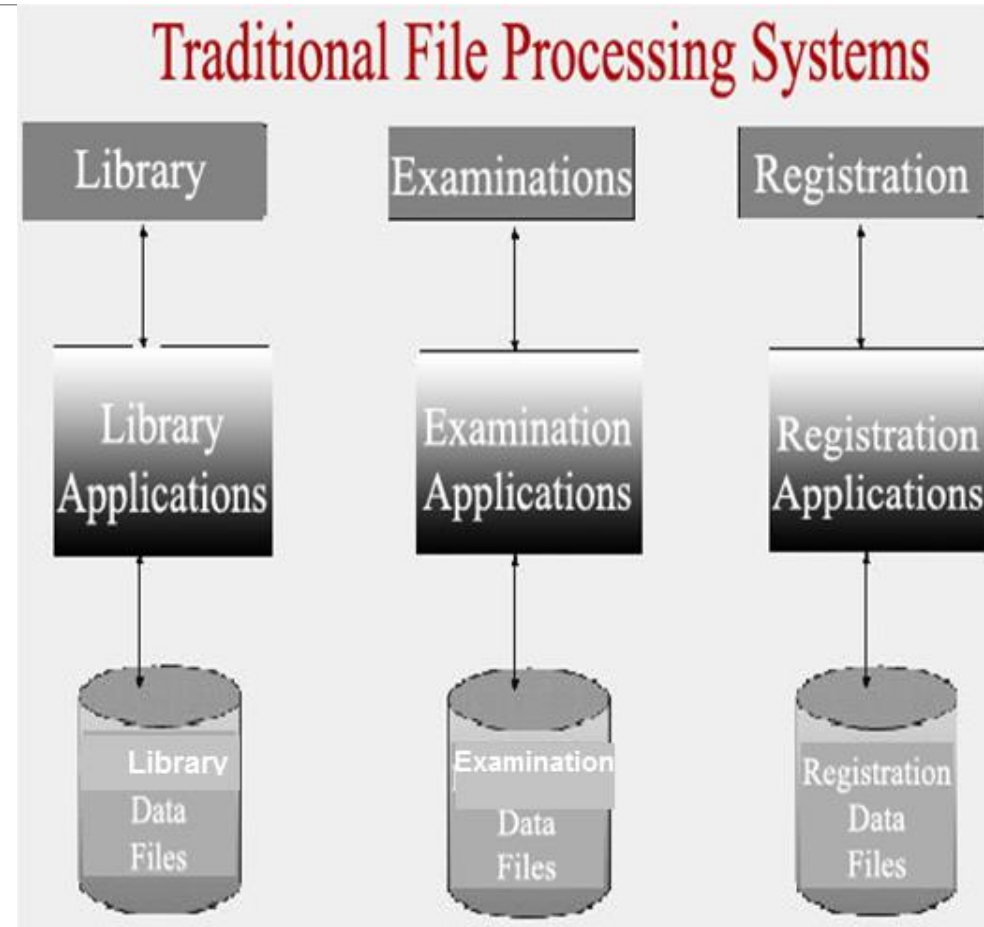 Traditional File Processing Systems
Library
Examinations
Registration
Library
Applications
Examination
Applications
Registration
Applications
Library
Data
Files
Examination
Data
Files
Registration
Data
Files